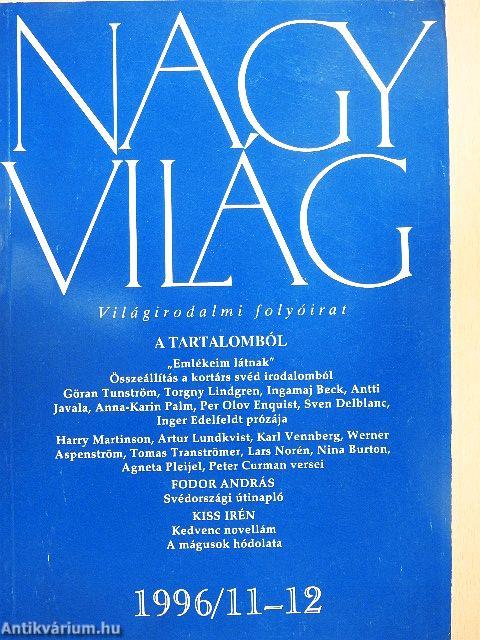 NAGY
VILÁG
Világirodalmi folyóirat
A TARTALOMBÓL
„Emlékeim látnak"
Összeállítás a kortárs svéd irodalomból
Göran Tunström, Torgny Lindgren, Ingamaj Beck, Antti
Javala, Anna-Karin Palm, Per Olov Enquist, Sven Delblanc,
Inger Edelfeldt prózája
Harry Martinson, Artur Lundkvist, Karl Vennberg, Werner
Aspenström, Tomas Tranströmer, Lars Norén, Nina Burton,
Agneta Pleijel, Peter Curman versei
FODOR ANDRÁS
Svédországi útinapló
KISS IRÉN
Kedvenc novellám
A mágusok hódolata
1996/11–12
Antikvárium.hu